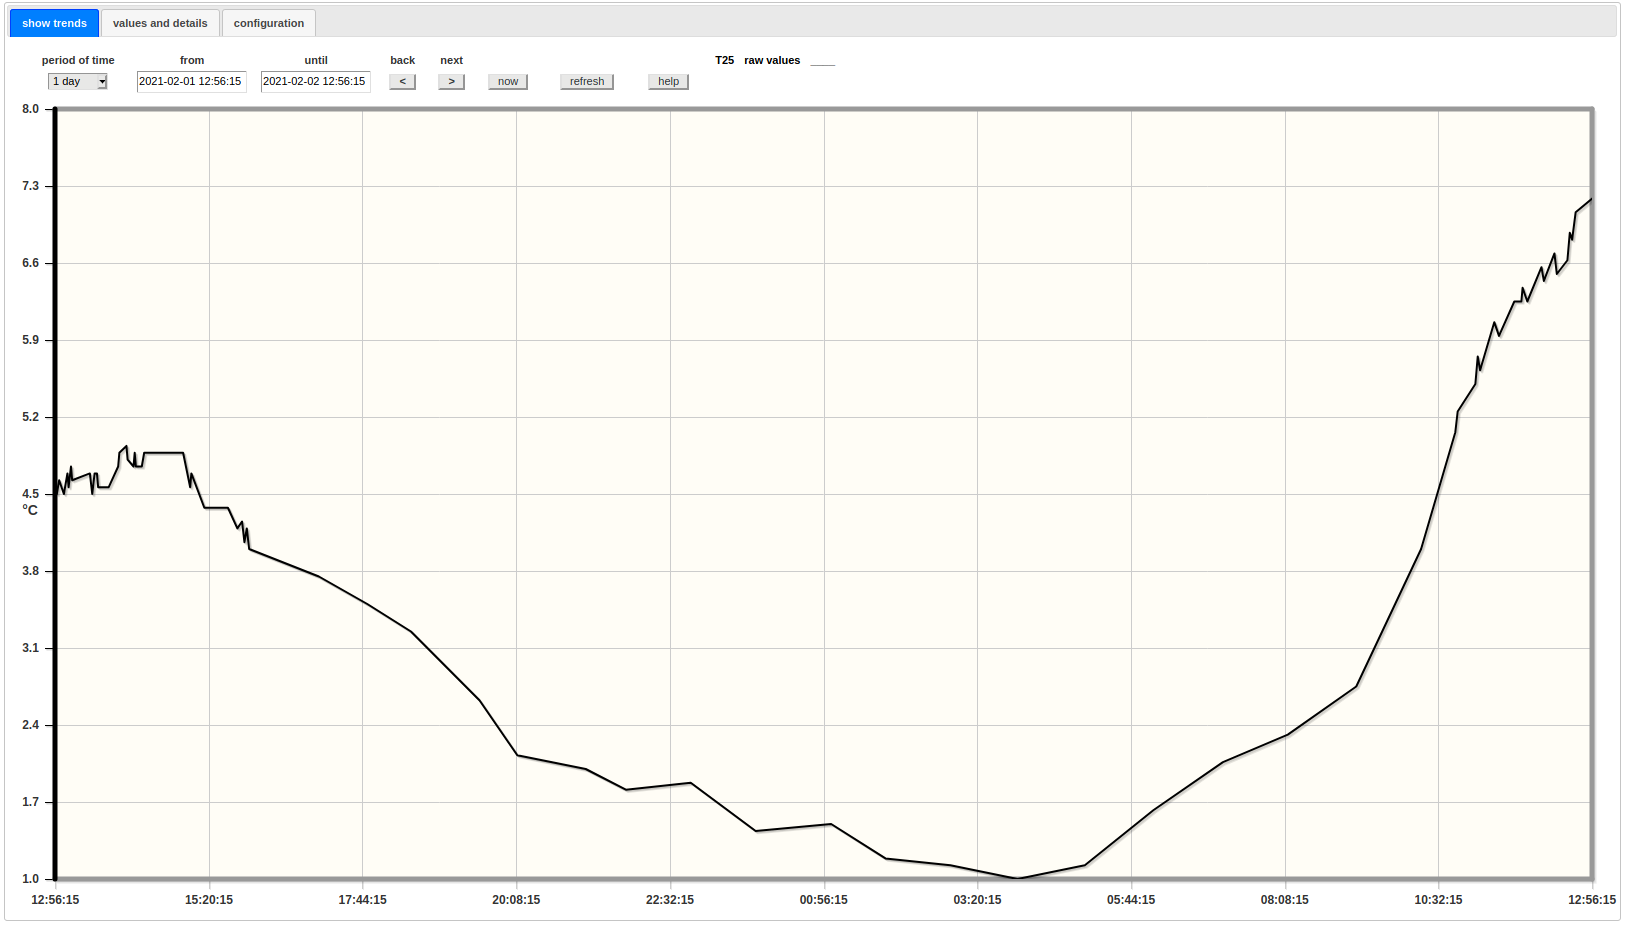 show trends values and details configuration
period of time from until back next T25 raw values ____
1 day 2021-02-01 12:56:15 2021-02-02 12:56:15 < > now refresh help
8.0
7.3
6.6
5.9
5.2
4.5
°C
3.8
3.1
2.4
1.7
1.0
12:56:15 15:20:15 17:44:15 20:08:15 22:32:15 00:56:15 03:20:15 05:44:15 08:08:15 10:32:15 12:56:15